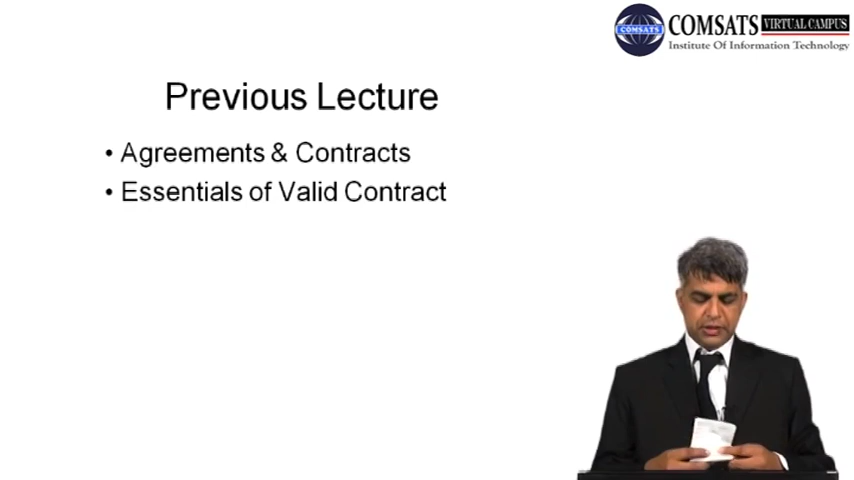 COMSATS VIRTUAL CAMPUS
COMSATS
Institute Of Information Technology
Previous Lecture
• Agreements & Contracts
• Essentials of Valid Contract